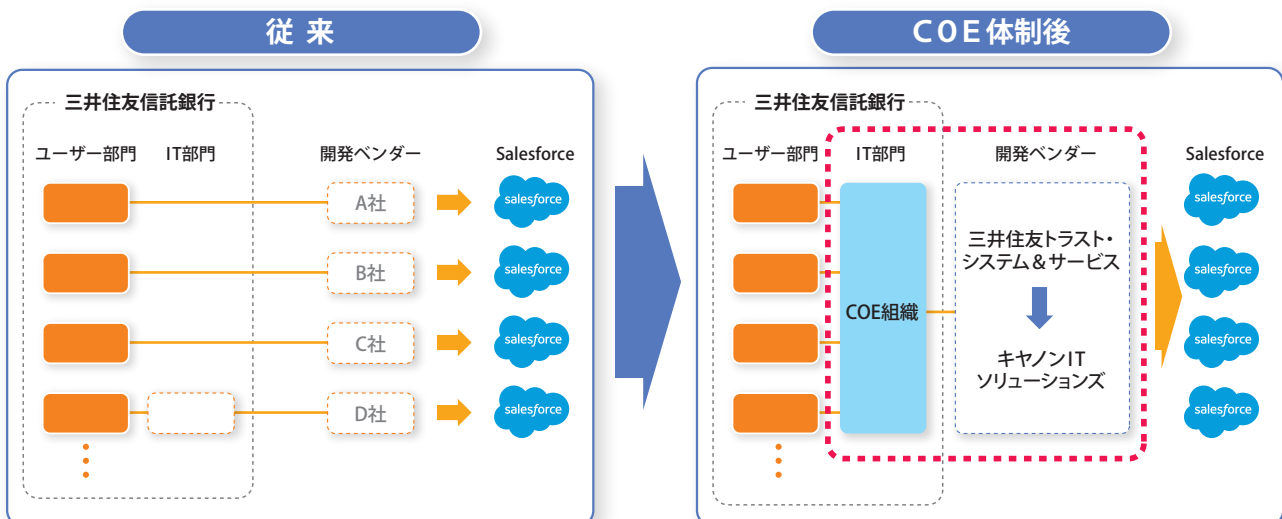 従来
三井住友信託銀行
ユーザー部門 IT部門 開発ベンダー Salesforce
A社 salesforce
B社 salesforce
C社 salesforce
D社 salesforce
COE体制後
三井住友信託銀行
ユーザー部門 IT部門 開発ベンダー Salesforce
COE組織
三井住友トラスト・
システム&サービス
キヤノンIT
ソリューションズ
salesforce
salesforce
salesforce
salesforce